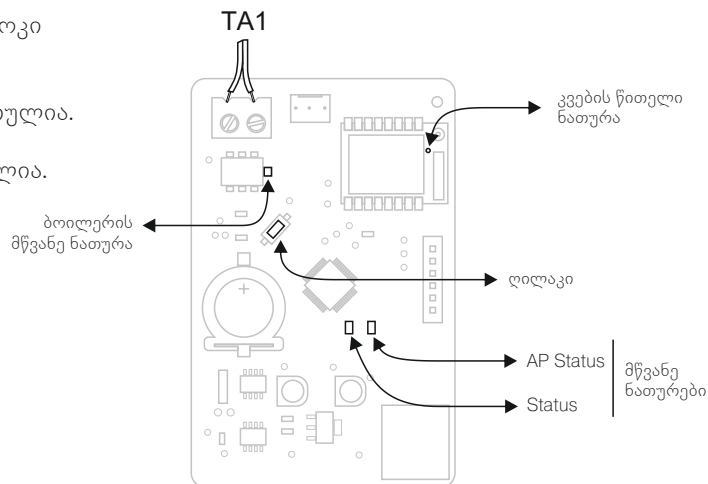 TA1
კვების წითელი
ნათურა
ბოილერის
მწვანე ნათურა
ღილაკი
AP Status
Status
მწვანე
ნათურები